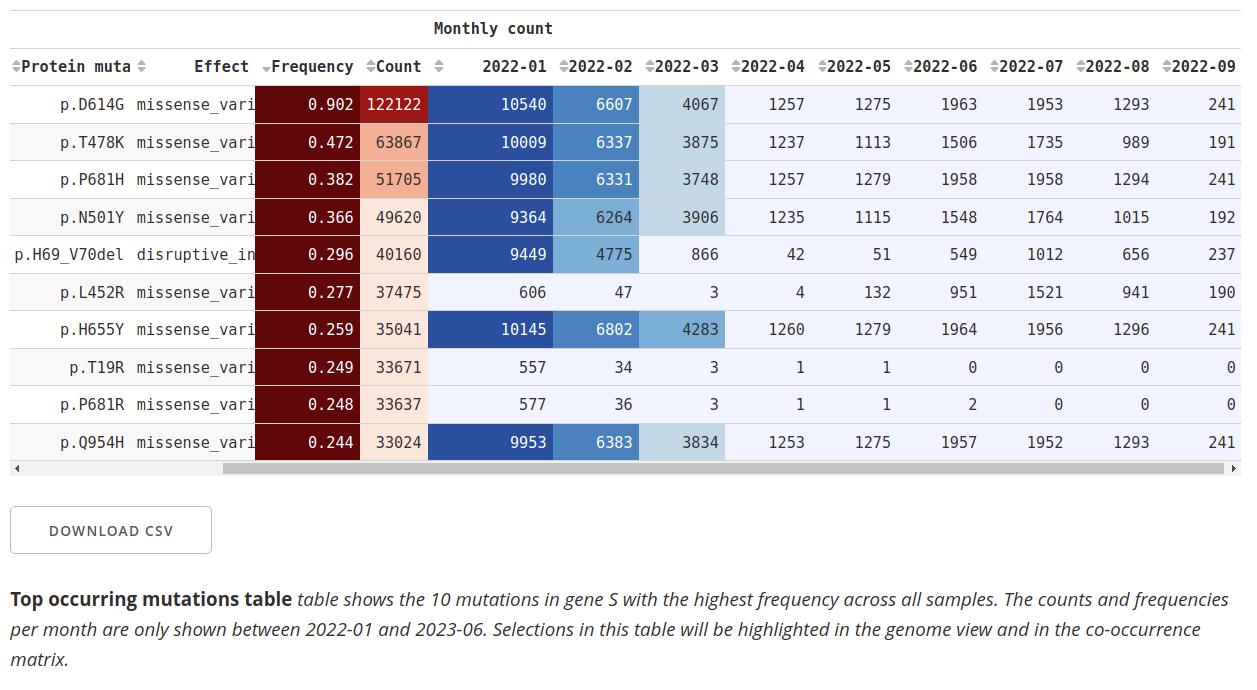 Monthly count
Protein muta Effect Frequency Count 2022-01 2022-02 2022-03 2022-04 2022-05 2022-06 2022-07 2022-08 2022-09
p.D614G missense_vari 0.902 122122 10540 6607 4067 1257 1275 1963 1953 1293 241
p.T478K missense_vari 0.472 63867 10009 6337 3875 1237 1113 1506 1735 989 191
p.P681H missense_vari 0.382 51705 9980 6331 3748 1257 1279 1958 1958 1294 241
p.N501Y missense_vari 0.366 49620 9364 6264 3906 1235 1115 1548 1764 1015 192
p.H69_V70del disruptive_in 0.296 40160 9449 4775 866 42 51 549 1012 656 237
p.L452R missense_vari 0.277 37475 606 47 3 4 132 951 1521 941 190
p.H655Y missense_vari 0.259 35041 10145 6802 4283 1260 1279 1964 1956 1296 241
p.T19R missense_vari 0.249 33671 557 34 3 1 1 0 0 0 0
p.P681R missense_vari 0.248 33637 577 36 3 1 1 2 0 0 0
p.Q954H missense_vari 0.244 33024 9953 6383 3834 1253 1275 1957 1952 1293 241
DOWNLOAD CSV
Top occurring mutations table table shows the 10 mutations in gene S with the highest frequency across all samples. The counts and frequencies
per month are only shown between 2022-01 and 2023-06. Selections in this table will be highlighted in the genome view and in the co-occurrence
matrix.